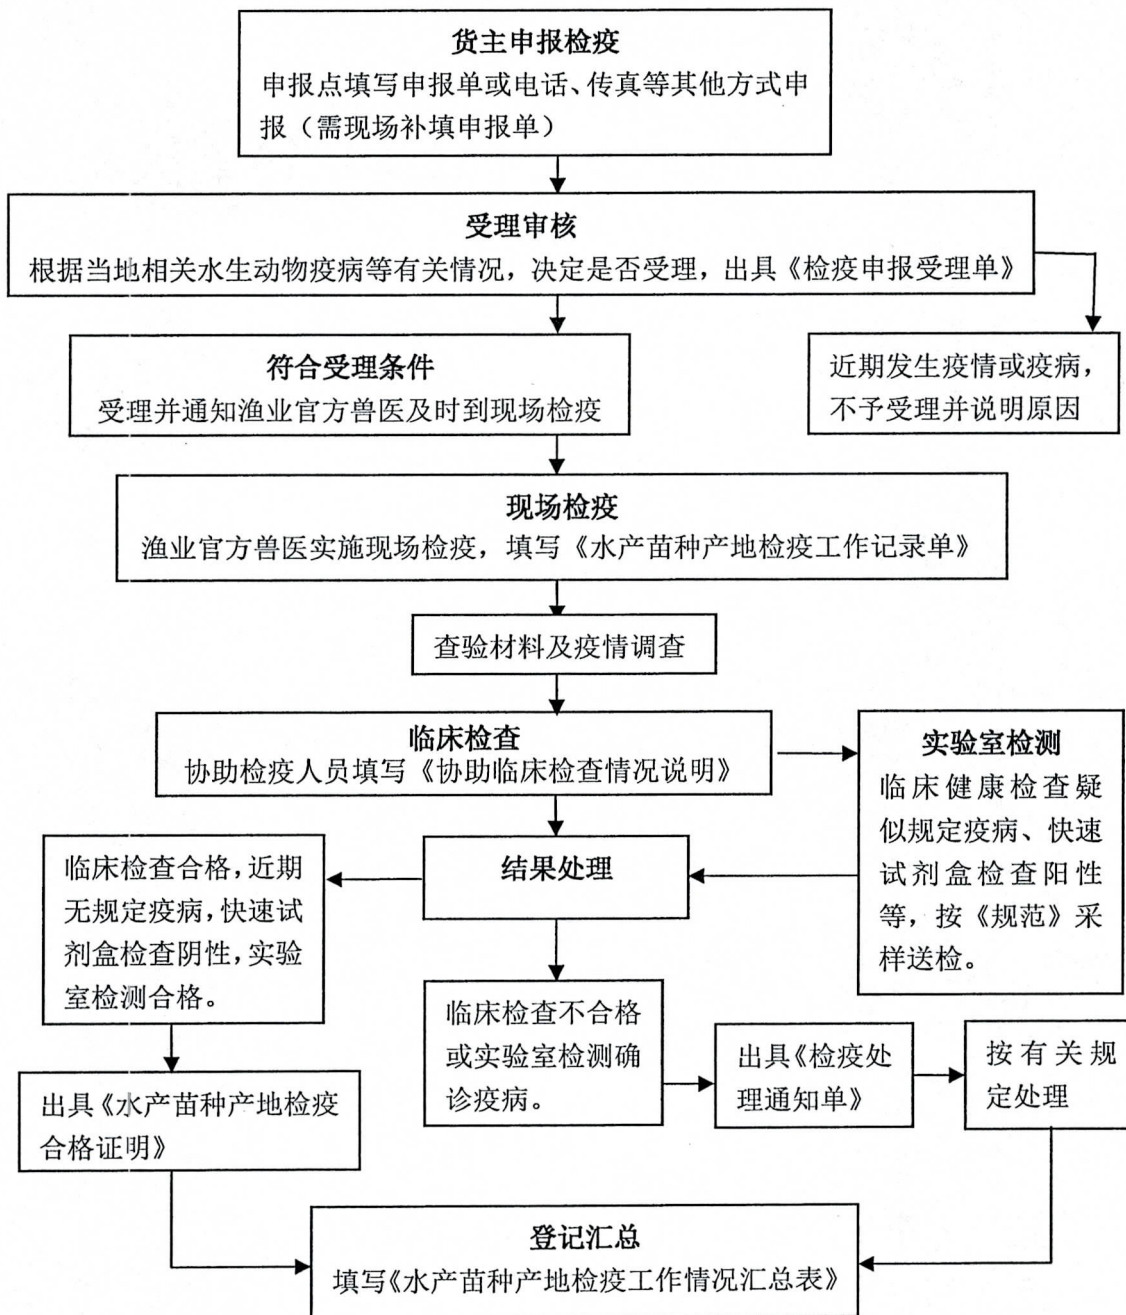 货主申报检疫
申报点填写申报单或电话、传真等其他方式申
报（需现场补填申报单）
受理审核
根据当地相关水生动物疫病等有关情况，决定是否受理，出具《检疫申报受理单》
符合受理条件
受理并通知渔业官方兽医及时到现场检疫
近期发生疫情或疫病，
不予受理并说明原因
现场检疫
渔业官方兽医实施现场检疫，填写《水产苗种产地检疫工作记录单》
查验材料及疫情调查
临床检查
协助检疫人员填写《协助临床检查情况说明》
实验室检测
临床健康检查疑
似规定疫病、快速
试剂盒检查阳性
等，按《规范》采
样送检。
结果处理
临床检查合格，近期
无规定疫病，快速试
剂盒检查阴性，实验
室检测合格。
临床检查不合格
或实验室检测确
诊疫病。
出具《检疫处
理通知单》
按有关规
定处理
出具《水产苗种产地检疫
合格证明》
登记汇总
填写《水产苗种产地检疫工作情况汇总表》